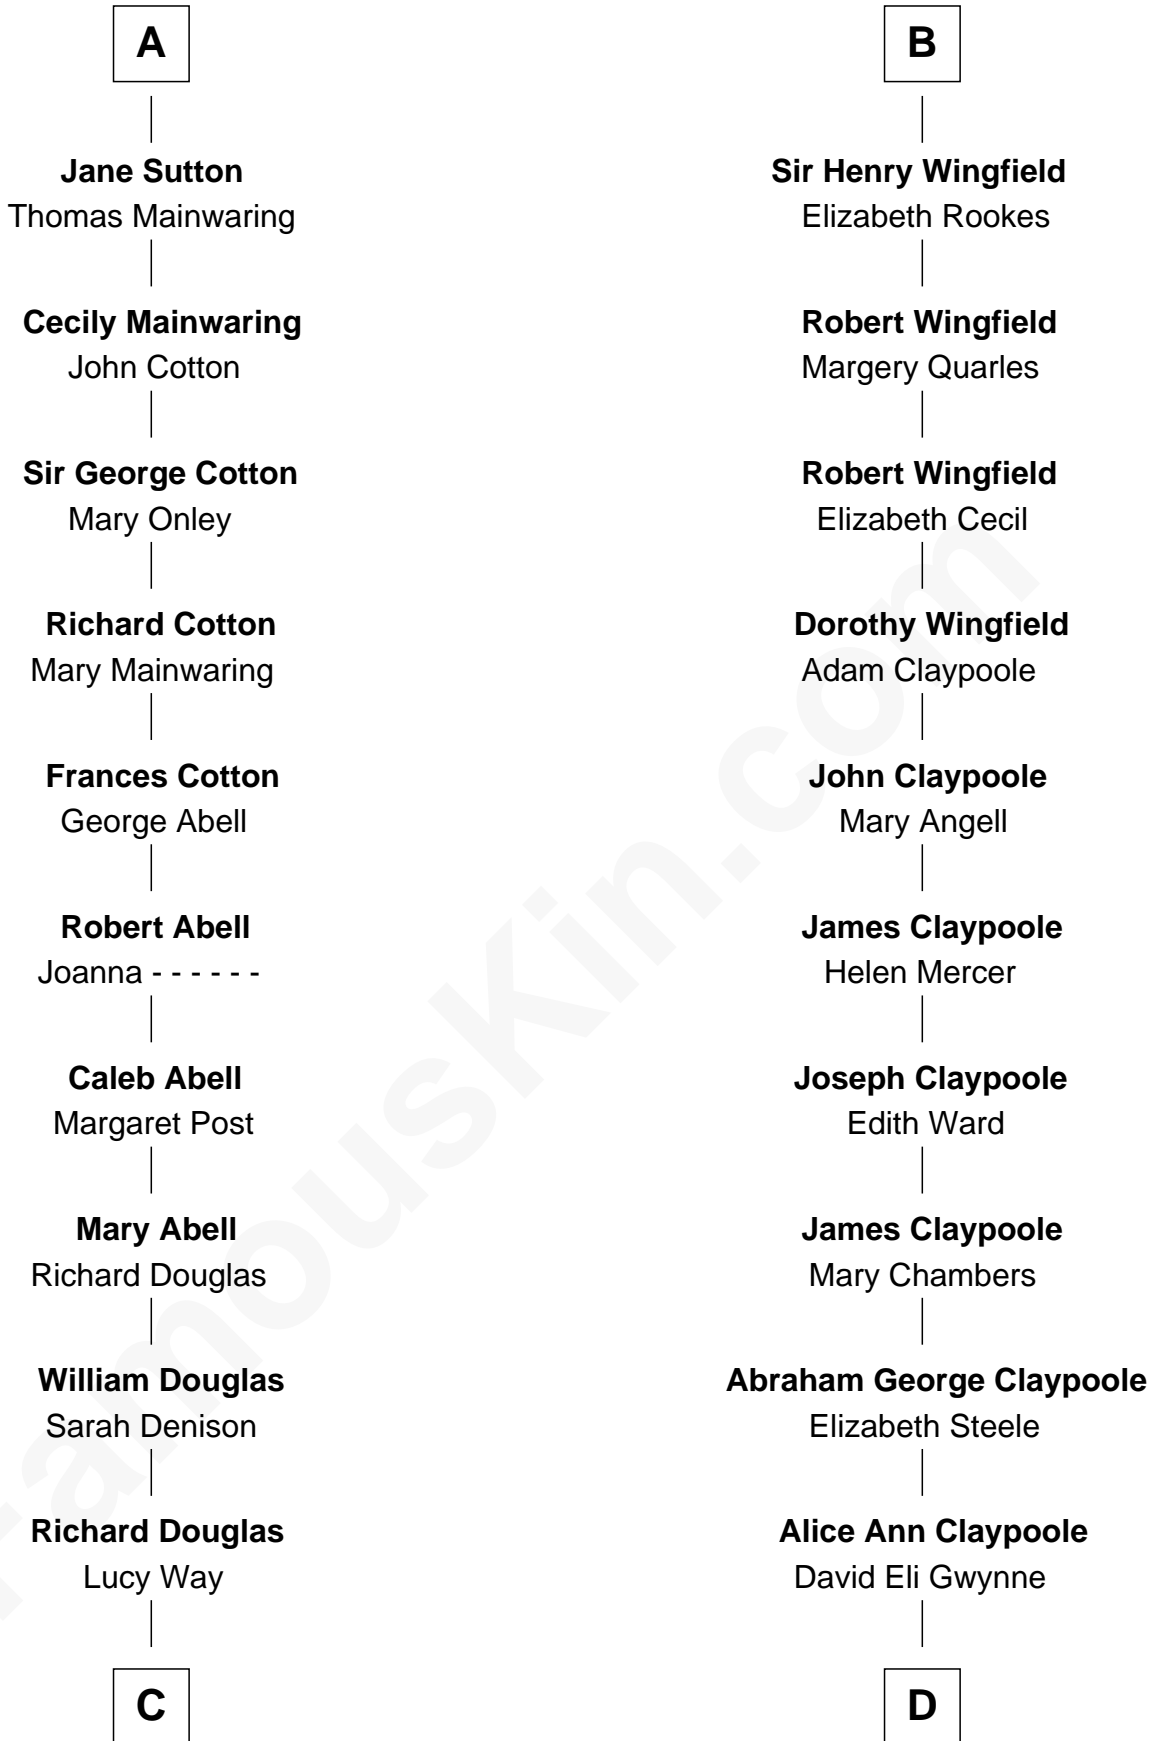 A
Jane Sutton
Thomas Mainwaring
Cecily Mainwaring
John Cotton
Sir George Cotton
Mary Onley
Richard Cotton
Mary Mainwaring
Frances Cotton
George Abell
Robert Abell
Joanna - - - - - -
Caleb Abell
Margaret Post
Mary Abell
Richard Douglas
William Douglas
Sarah Denison
Richard Douglas
Lucy Way
C
B
Sir Henry Wingfield
Elizabeth Rookes
Robert Wingfield
Margery Quarles
Robert Wingfield
Elizabeth Cecil
Dorothy Wingfield
Adam Claypoole
John Claypoole
Mary Angell
James Claypoole
Helen Mercer
Joseph Claypoole
Edith Ward
James Claypoole
Mary Chambers
Abraham George Claypoole
Elizabeth Steele
Alice Ann Claypoole
David Eli Gwynne
D
FamousKin.com